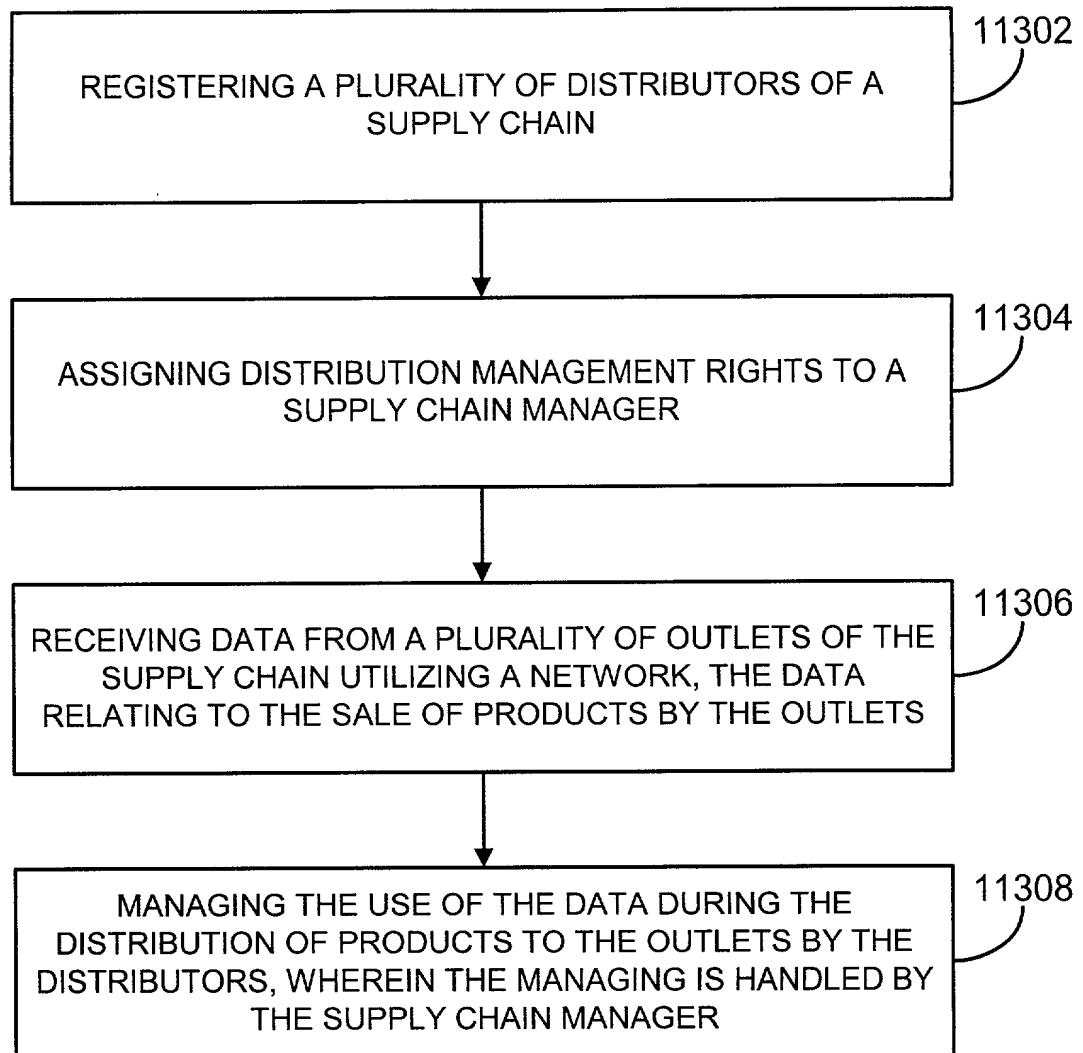 11302
REGISTERING A PLURALITY OF DISTRIBUTORS OF A
SUPPLY CHAIN
11304
ASSIGNING DISTRIBUTION MANAGEMENT RIGHTS TO A
SUPPLY CHAIN MANAGER
11306
RECEIVING DATA FROM A PLURALITY OF OUTLETS OF THE
SUPPLY CHAIN UTILIZING A NETWORK, THE DATA
RELATING TO THE SALE OF PRODUCTS BY THE OUTLETS
11308
MANAGING THE USE OF THE DATA DURING THE
DISTRIBUTION OF PRODUCTS TO THE OUTLETS BY THE
DISTRIBUTORS, WHEREIN THE MANAGING IS HANDLED BY
THE SUPPLY CHAIN MANAGER